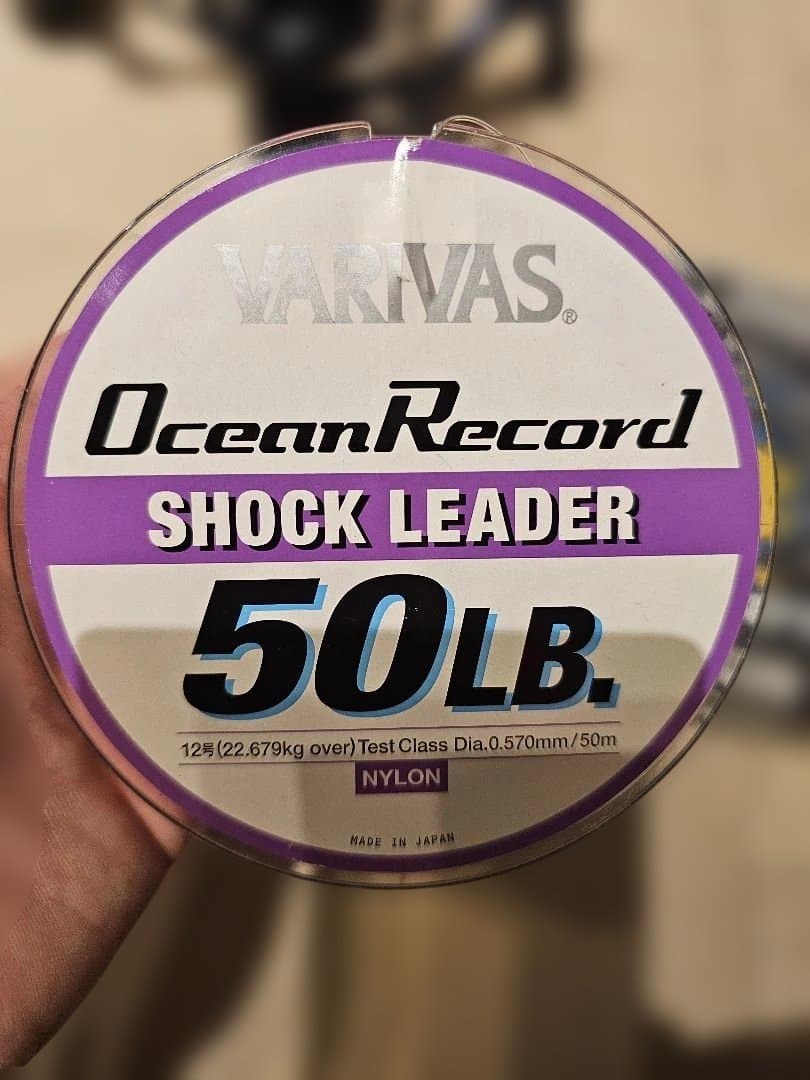 VARIVAS®
OceanRecord
SHOCK LEADER
50LB.
12号(22.679kg over)Test Class Dia.0.570mm/50m
NYLON
MADE IN JAPAN